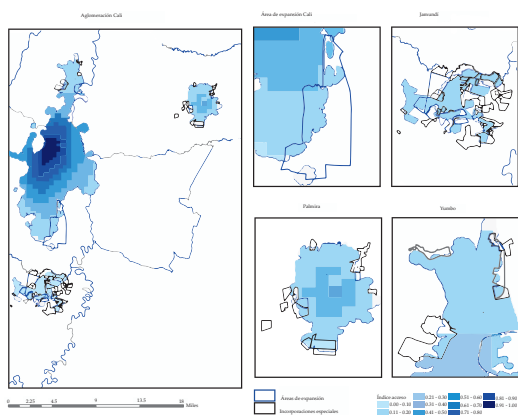 Aglomeración Cali
Área de expansión Cali
Jamundí
Palmira
Yumbo
0 2.25 4.5 9 13.5 18
Miles
Áreas de expansión
Incorporaciones especiales
Índice acceso
0.00 - 0.10
0.11 - 0.20
0.21 - 0.30
0.31 - 0.40
0.41 - 0.50
0.51 - 0.60
0.61 - 0.70
0.71 - 0.80
0.81 - 0.90
0.91 - 1.00